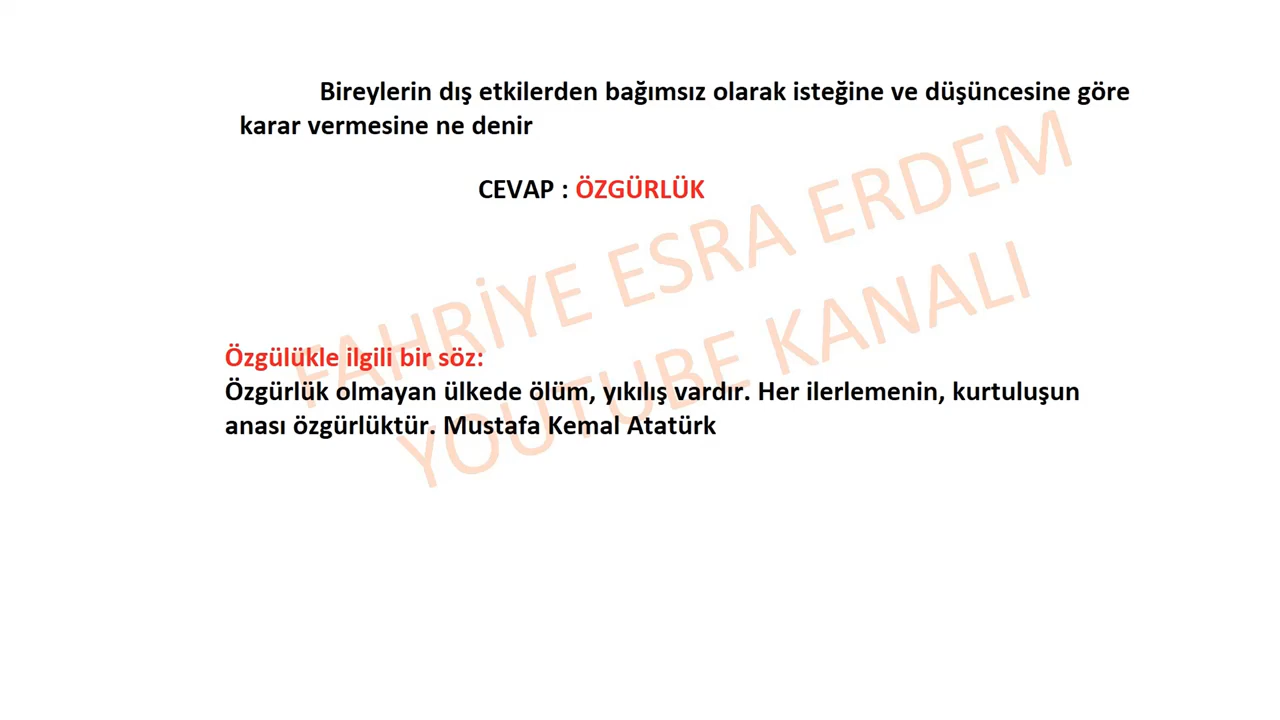 Bireylerin dış etkilerden bağımsız olarak isteğine ve düşüncesine göre
karar vermesine ne denir
CEVAP : ÖZGÜRLÜK
Özgülükle ilgili bir söz:
Özgürlük olmayan ülkede ölüm, yıkılış vardır. Her ilerlemenin, kurtuluşun
anası özgürlüktür. Mustafa Kemal Atatürk
FAHRİYE ESRA ERDEM
YOUTUBE KANALI